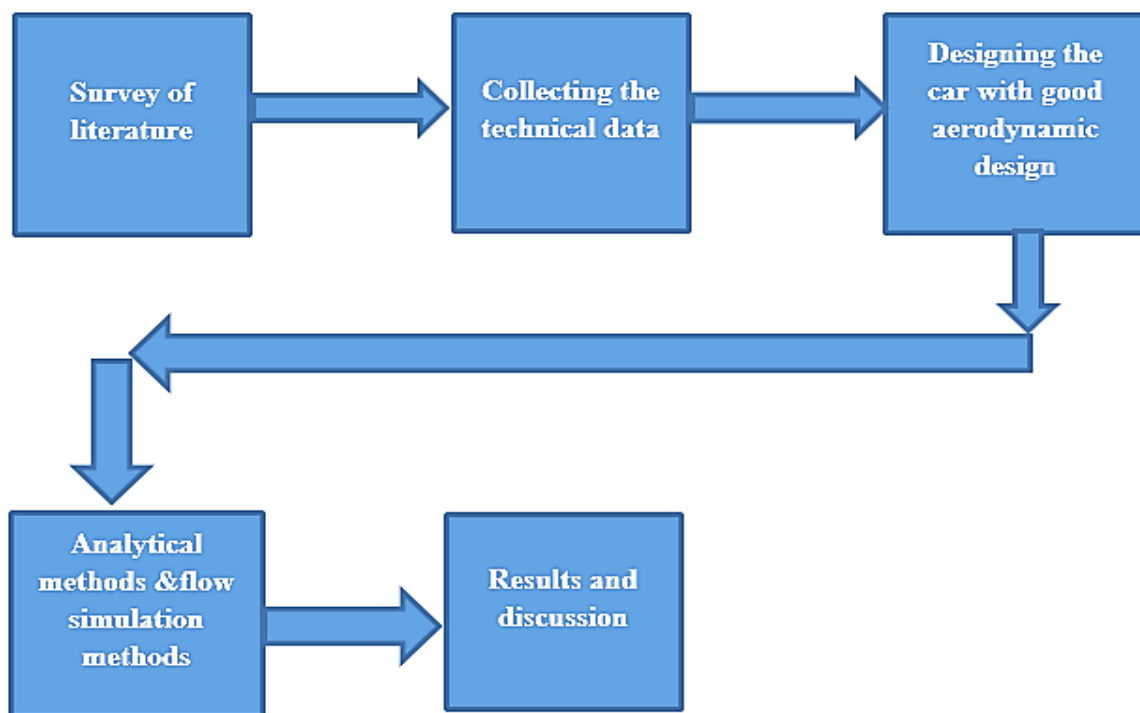 Survey of
literature
Collecting the
technical data
Designing the
car with good
aerodynamic
design
Analytical
methods &flow
simulation
methods
Results and
discussion